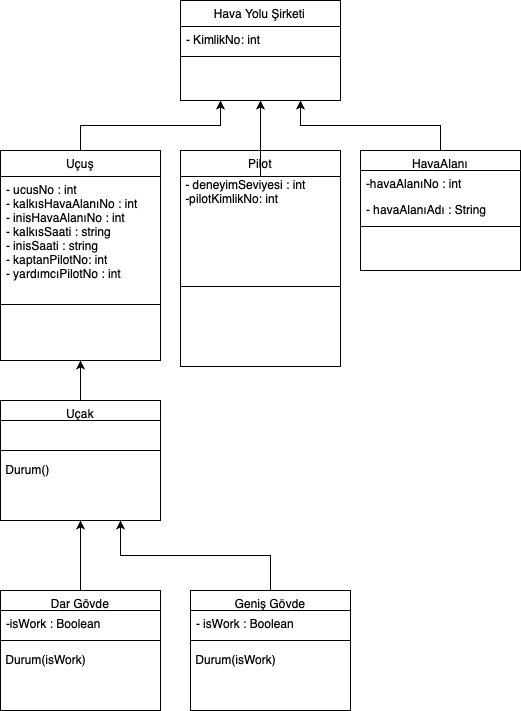 Hava Yolu Şirketi
- KimlikNo: int
Uçuş
- ucusNo : int
- kalkısHavaAlanıNo : int
- inisHavaAlanıNo : int
- kalkısSaati : string
- inisSaati : string
- kaptanPilotNo: int
- yardımcıPilotNo : int
Pilot
- deneyimSeviyesi : int
-pilotKimlikNo: int
HavaAlanı
-havaAlanıNo : int
- havaAlanıAdı : String
Uçak
Durum()
Dar Gövde
-isWork : Boolean
Durum(isWork)
Geniş Gövde
- isWork : Boolean
Durum(isWork)